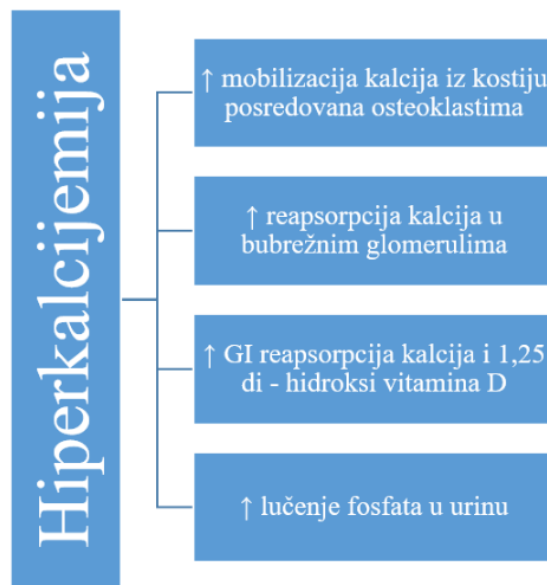 Hiperkalcijemija
↑ mobilizacija kalcija iz kostiju
posredovana osteoklastima
↑ reapsorpcija kalcija u
bubrežnim glomerulima
↑ GI reapsorpcija kalcija i 1,25
di - hidroksi vitamina D
↑ lučenje fosfata u urinu